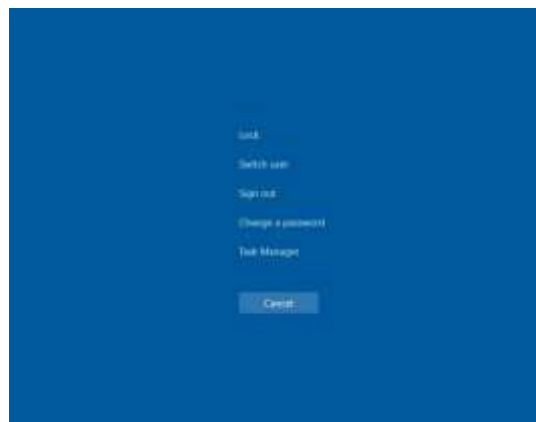 Lock
Switch user
Sign out
Change a password
Task Manager
Cancel